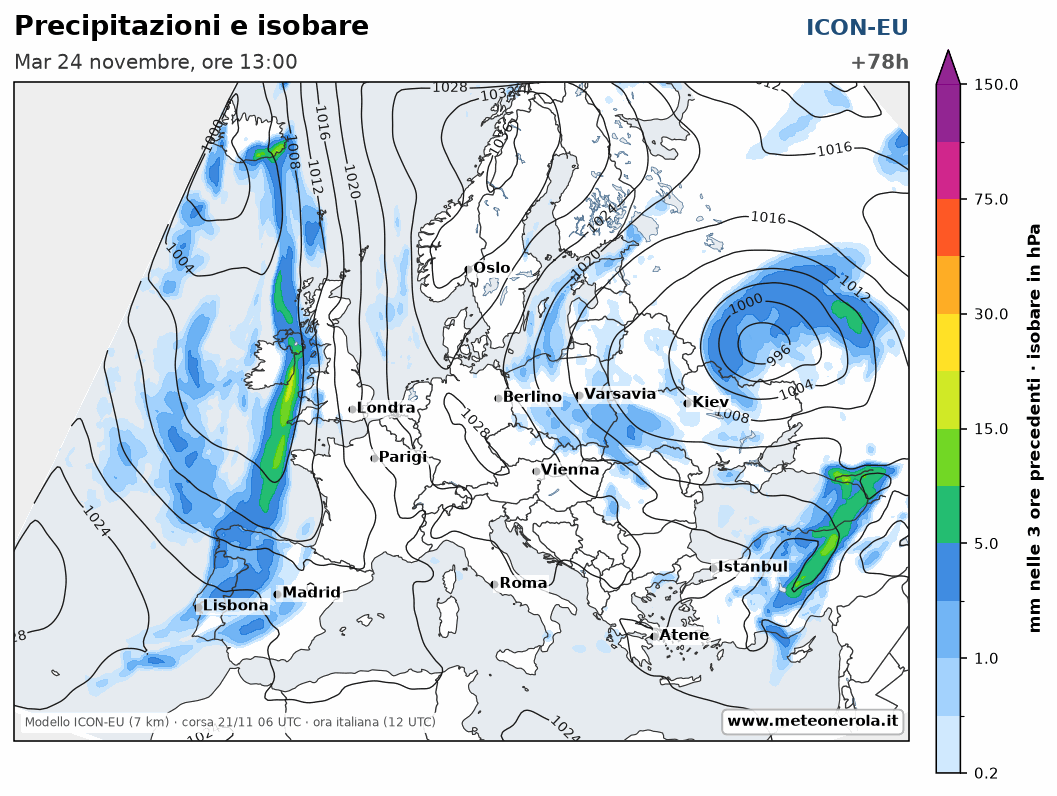 Precipitazioni e isobare
ICON-EU
Mar 24 novembre, ore 13:00
+78h
1028
1032
1036
1016
1008
1012
1020
1000
1004
1016
1016
1024
1020
1012
1000
996
1004
1008
1028
1024
1024
Oslo
Londra
Berlino
Varsavia
Kiev
Parigi
Vienna
Istanbul
Roma
Madrid
Lisbona
Atene
Modello ICON-EU (7 km) · corsa 21/11 06 UTC · ora italiana (12 UTC)
www.meteonerola.it
150.0
75.0
30.0
15.0
5.0
1.0
0.2
mm nelle 3 ore precedenti · isobare in hPa